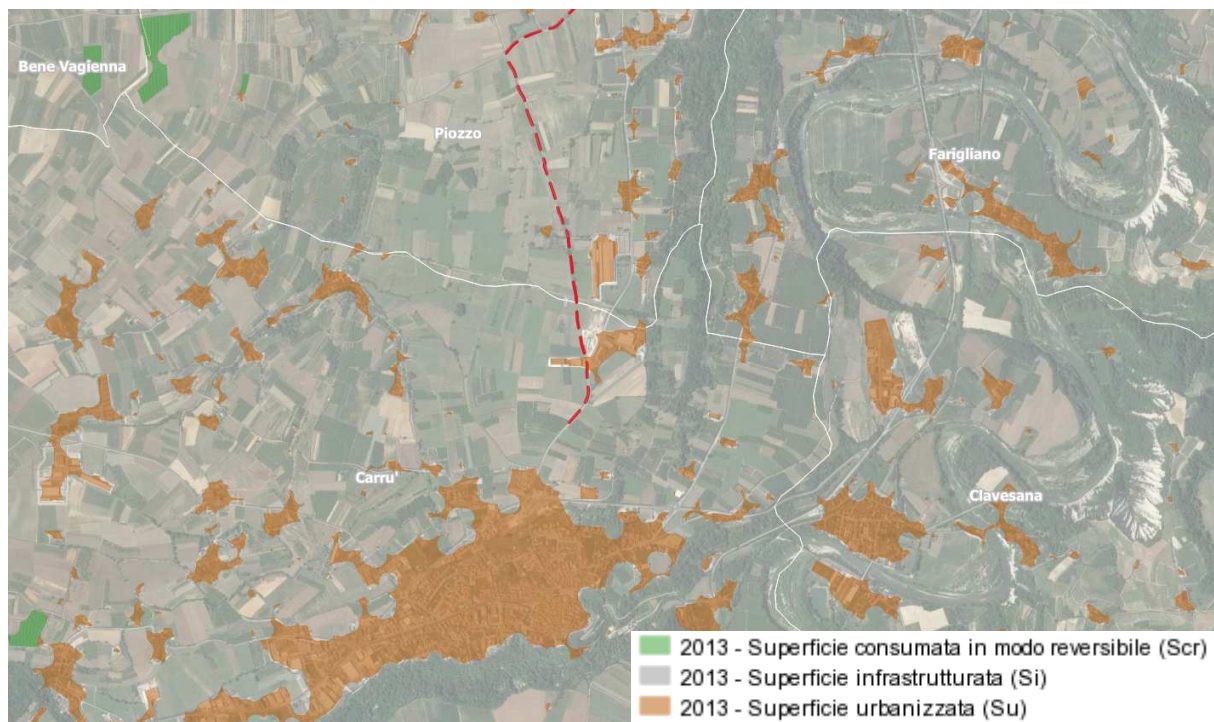 Bene Vagienna
Piozzo
Farigliano
Carru'
Clavesana
2013 - Superficie consumata in modo reversibile (Scr)
2013 - Superficie infrastrutturata (Si)
2013 - Superficie urbanizzata (Su)